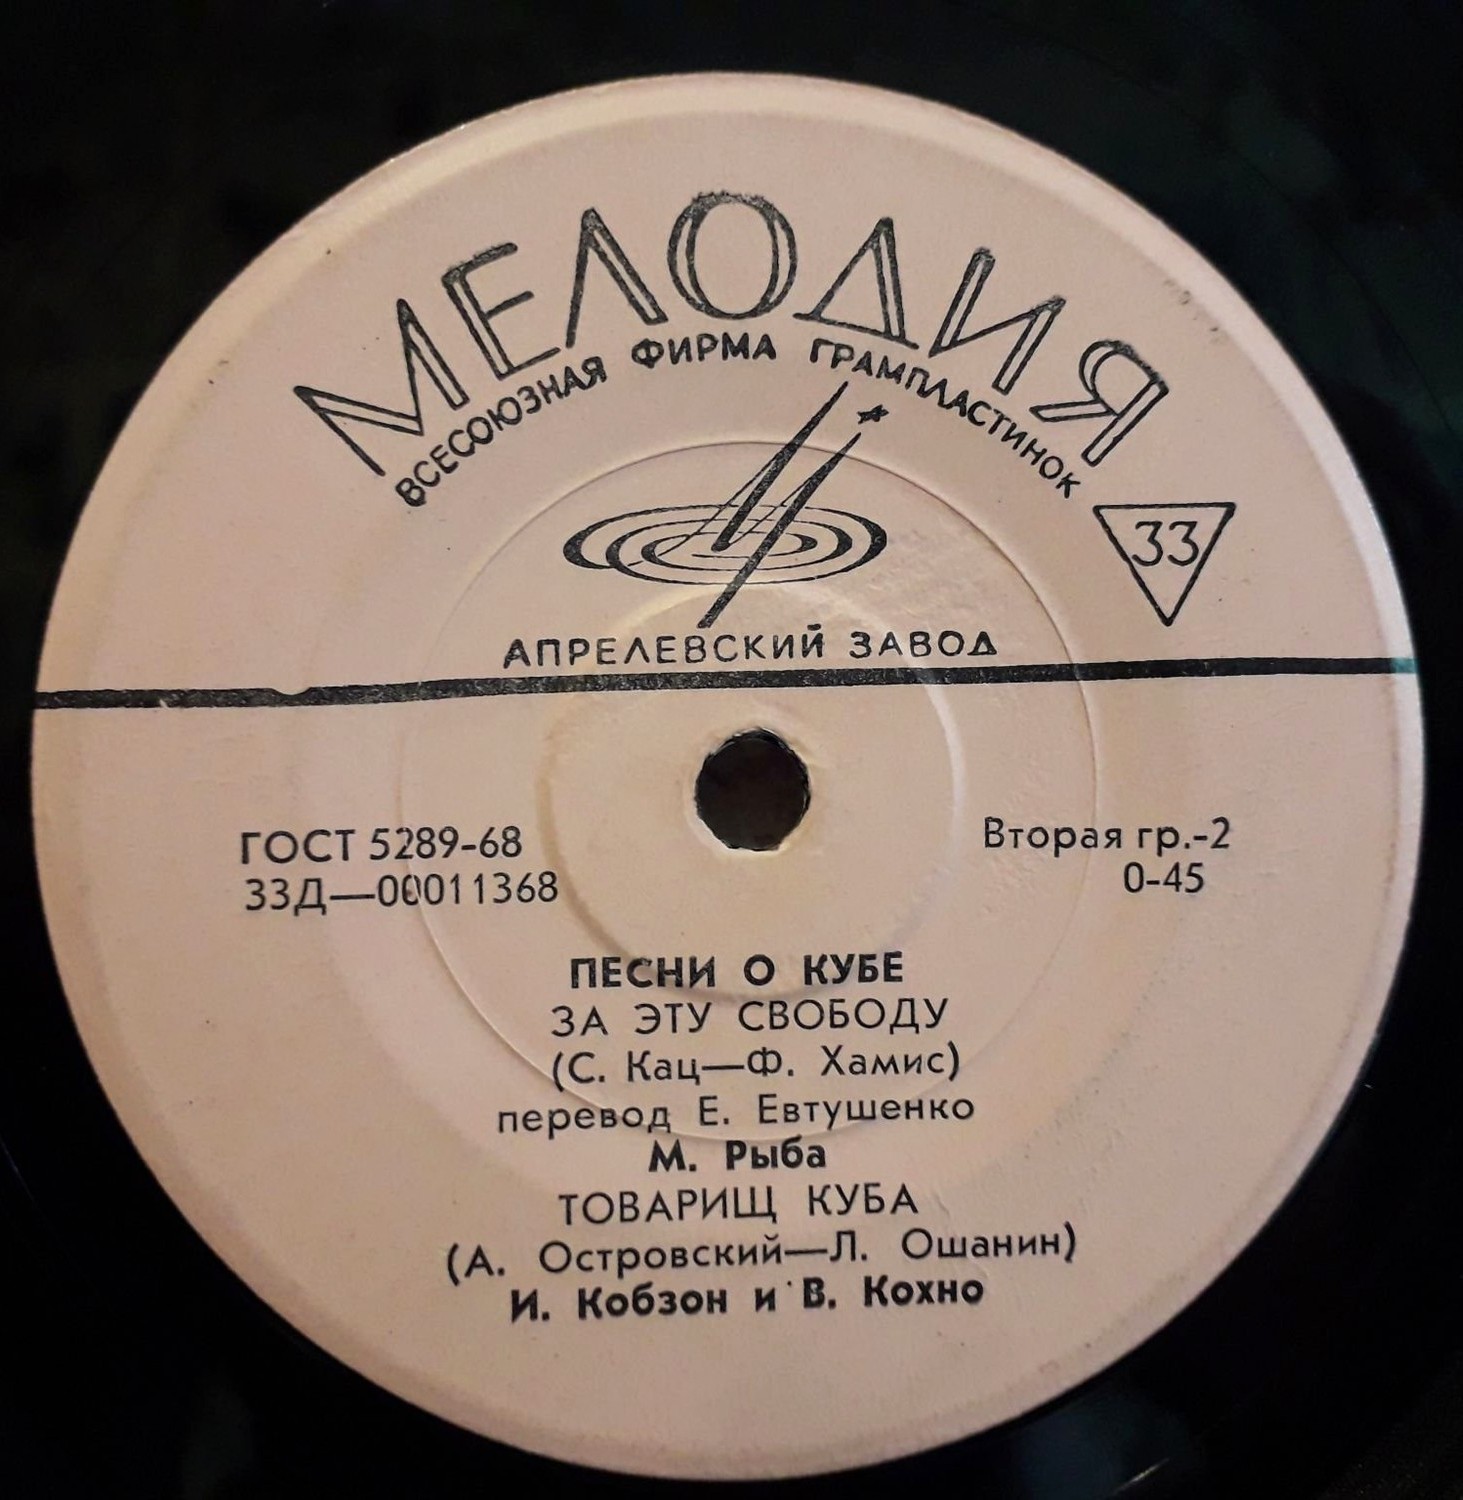 МЕЛОДИЯ
ВСЕСОЮЗНАЯ ФИРМА ГРАМПЛАСТИНОК
33
АПРЕЛЕВСКИЙ ЗАВОД
ГОСТ 5289-68
33Д—00011368
Вторая гр.-2
0-45
ПЕСНИ О КУБЕ
ЗА ЭТУ СВОБОДУ
(С. Кац—Ф. Хамис)
перевод Е. Евтушенко
М. Рыба
ТОВАРИЩ КУБА
(А. Островский—Л. Ошанин)
И. Кобзон и В. Кохно